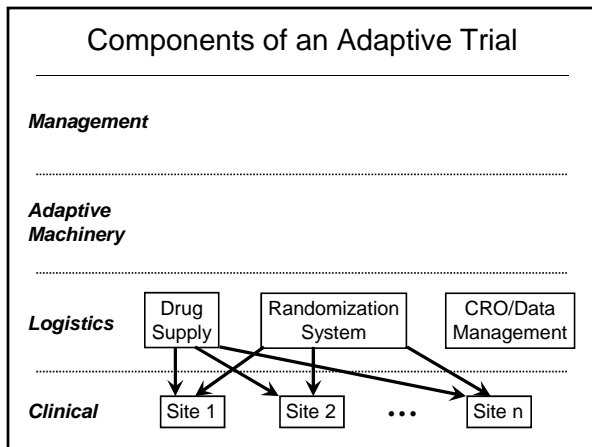 Components of an Adaptive Trial
Management
Adaptive
Machinery
Logistics
Drug
Supply
Randomization
System
CRO/Data
Management
Clinical
Site 1
Site 2
•••
Site n